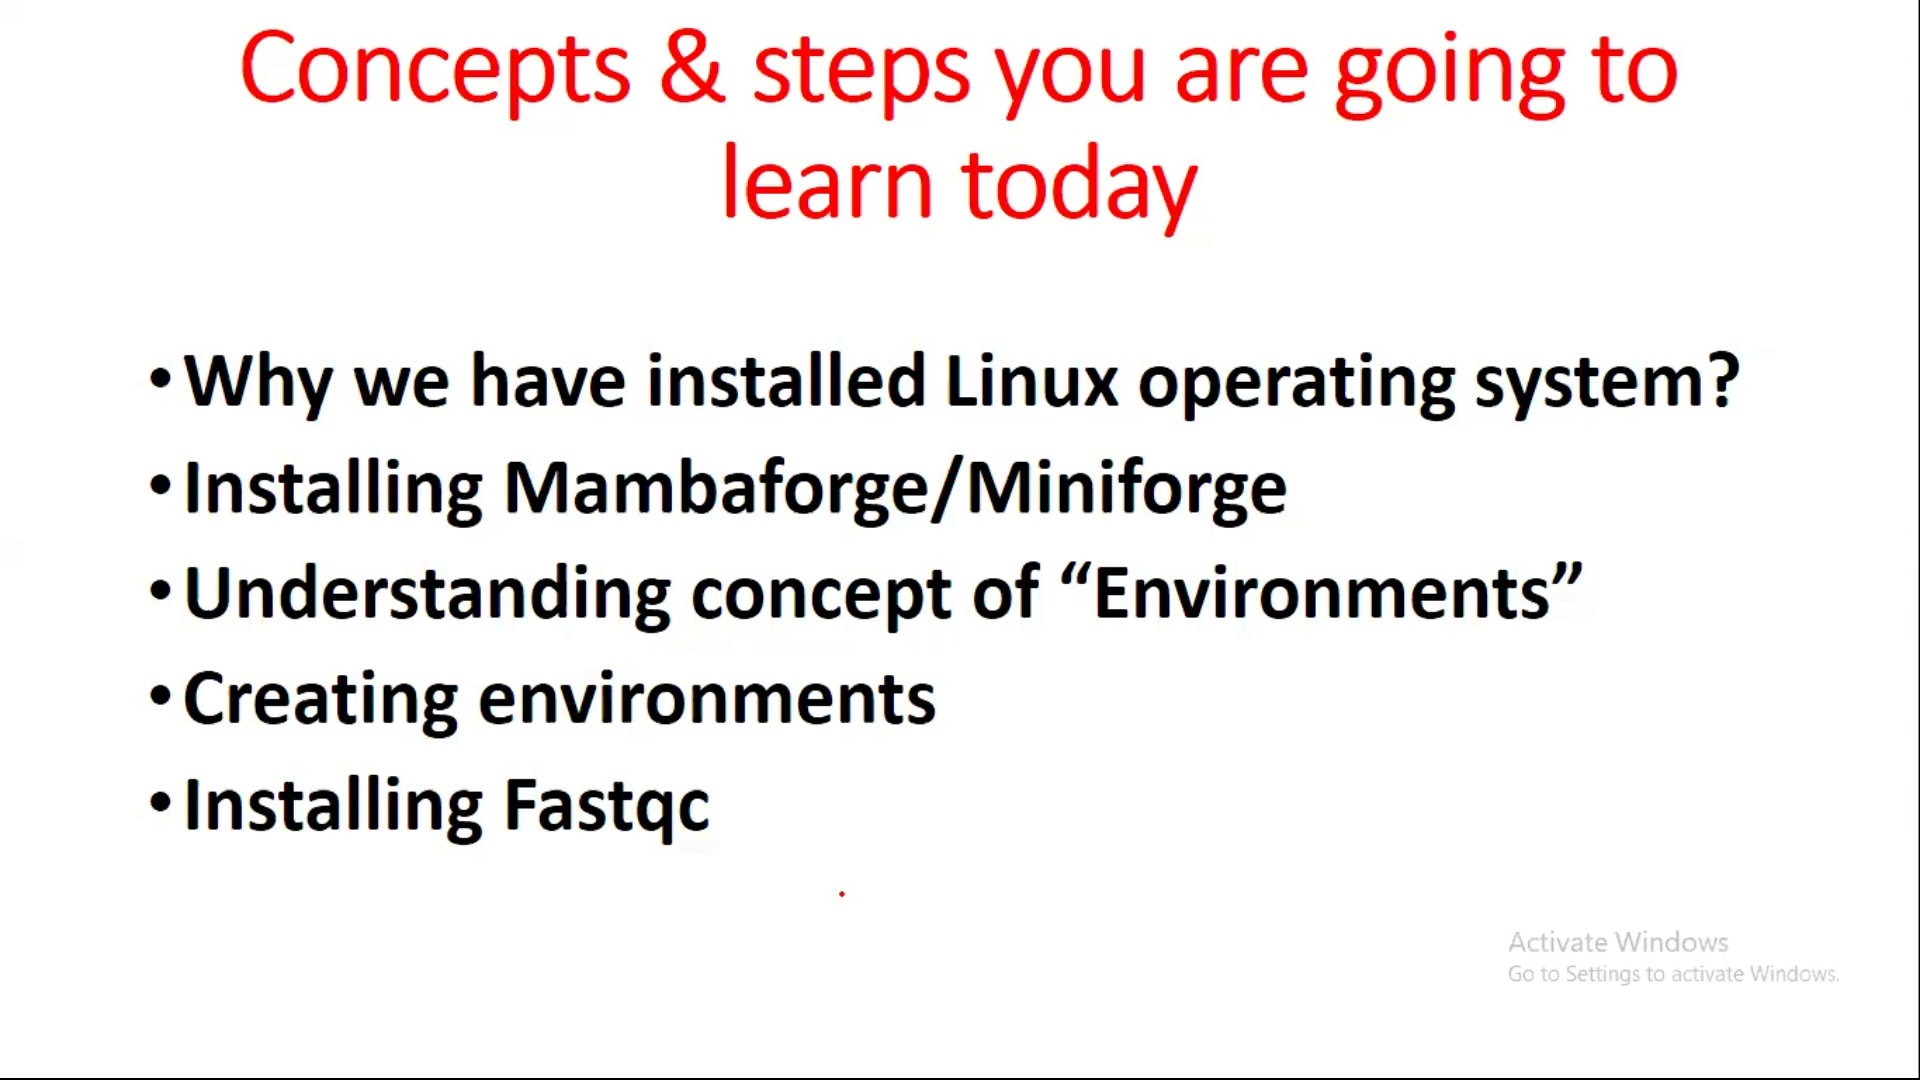 Concepts & steps you are going to
learn today
• Why we have installed Linux operating system?
• Installing Mambaforge/Miniforge
• Understanding concept of “Environments”
• Creating environments
• Installing Fastqc
Activate Windows
Go to Settings to activate Windows.